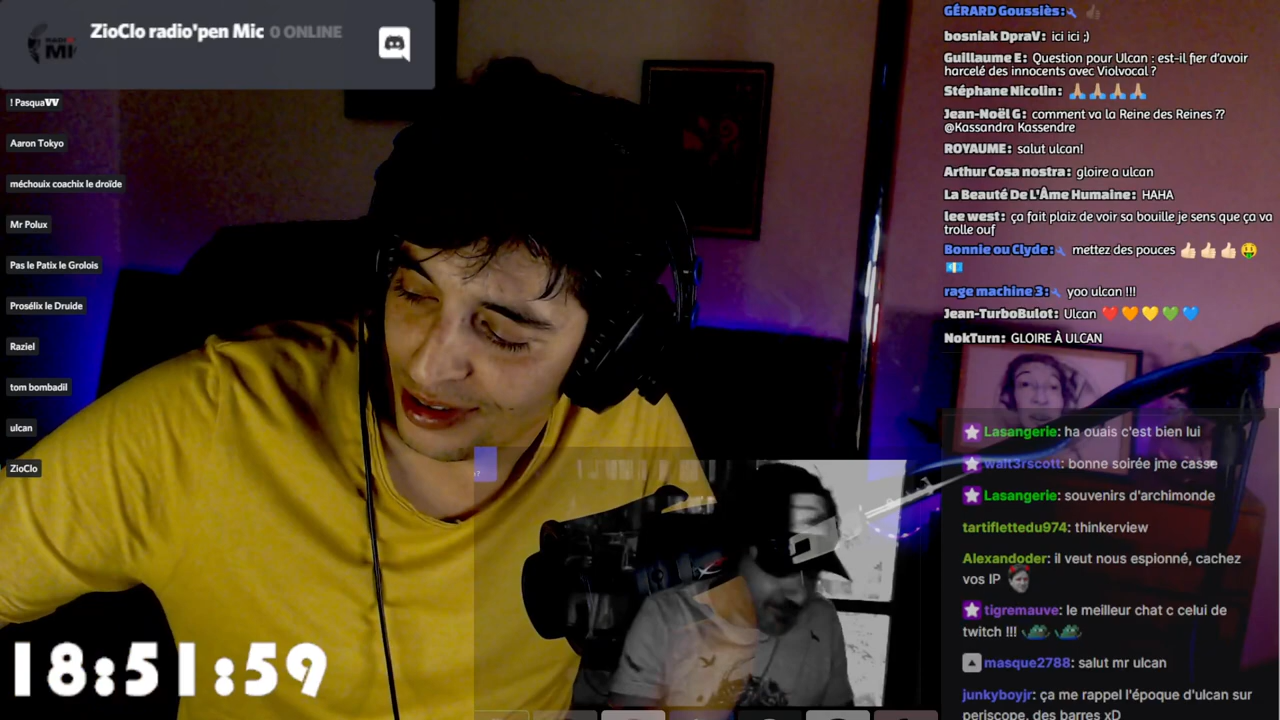 ZioClo radio'pen Mic 0 ONLINE
MI
! PasquaVV
Aaron Tokyo
méchouix coachix le droïde
Mr Polux
Pas le Patix le Grolois
Prosélix le Druide
Raziel
tom bombadil
ulcan
ZioClo
18:51:59
GÉRARD Goussiès:
bosniak DpraV: ici ici ;)
Guillaume E: Question pour Ulcan : est-il fier d'avoir
harcelé des innocents avec Violvocal ?
Stéphane Nicolin: 🙏🙏🙏🙏
Jean-Noël G: comment va la Reine des Reines ??
@Kassandra Kassendre
ROYAUME: salut ulcan!
Arthur Cosa nostra: gloire a ulcan
La Beauté De L'Âme Humaine: HAHA
lee west: ça fait plaiz de voir sa bouille je sens que ça va
trolle ouf
Bonnie ou Clyde: mettez des pouces 👍👍👍🤑
💶
rage machine 3: yoo ulcan !!!
Jean-TurboBulot: Ulcan ❤️🧡💛💚💙
NokTurn: GLOIRE À ULCAN
Lasangerie: ha ouais c'est bien lui
walt3rscott: bonne soirée jme casse
Lasangerie: souvenirs d'archimonde
tartiflettedu974: thinkerview
Alexandoder: il veut nous espionné, cachez
vos IP
tigremauve: le meilleur chat c celui de
twitch !!!
masque2788: salut mr ulcan
junkyboyjr: ça me rappel l'époque d'ulcan sur
periscope, des barres xD